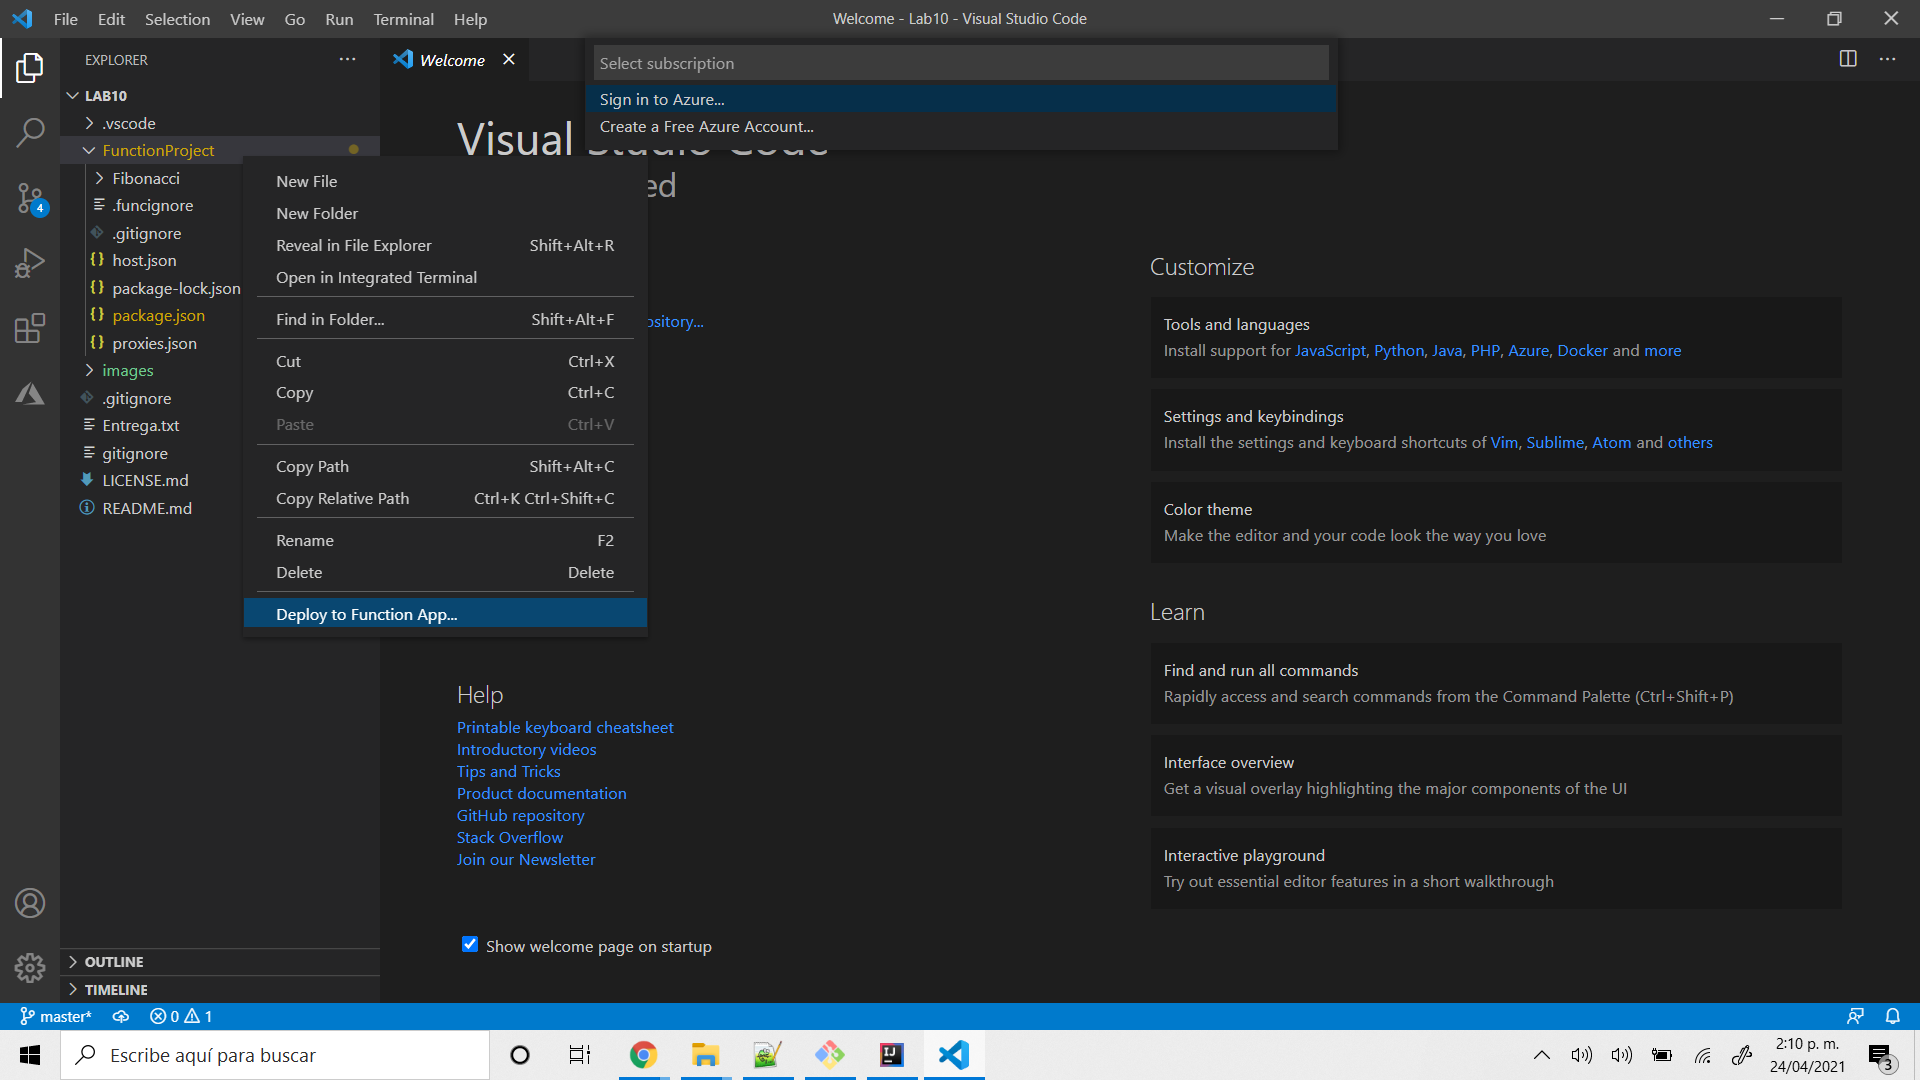 File Edit Selection View Go Run Terminal Help
Welcome - Lab10 - Visual Studio Code
EXPLORER
Welcome
Select subscription
Sign in to Azure...
Create a Free Azure Account...
LAB10
.vscode
FunctionProject
Fibonacci
.funcignore
.gitignore
host.json
package-lock.json
package.json
proxies.json
images
.gitignore
Entrega.txt
gitignore
LICENSE.md
README.md
OUTLINE
TIMELINE
4
New File
New Folder
Reveal in File Explorer Shift+Alt+R
Open in Integrated Terminal
Find in Folder... Shift+Alt+F
Cut Ctrl+X
Copy Ctrl+C
Paste Ctrl+V
Copy Path Shift+Alt+C
Copy Relative Path Ctrl+K Ctrl+Shift+C
Rename F2
Delete Delete
Deploy to Function App...
Visual Studio Code
ed
ository...
Help
Printable keyboard cheatsheet
Introductory videos
Tips and Tricks
Product documentation
GitHub repository
Stack Overflow
Join our Newsletter
Show welcome page on startup
Customize
Tools and languages
Install support for JavaScript, Python, Java, PHP, Azure, Docker and more
Settings and keybindings
Install the settings and keyboard shortcuts of Vim, Sublime, Atom and others
Color theme
Make the editor and your code look the way you love
Learn
Find and run all commands
Rapidly access and search commands from the Command Palette (Ctrl+Shift+P)
Interface overview
Get a visual overlay highlighting the major components of the UI
Interactive playground
Try out essential editor features in a short walkthrough
master* 0 1
Escribe aquí para buscar
2:10 p. m.
24/04/2021
3